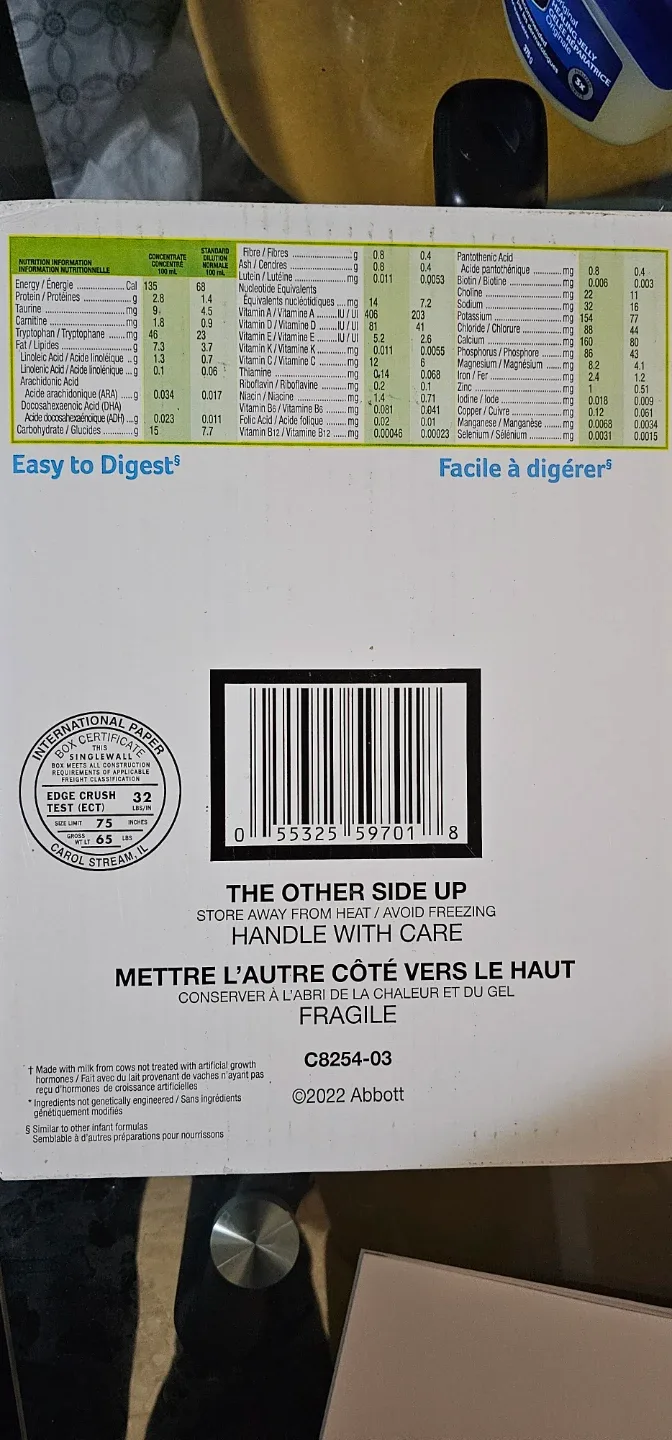 Original
HEALING JELLY
GELÉE RÉPARATRICE
Originale
375 g
3X
NUTRITION INFORMATION
INFORMATION NUTRITIONNELLE
CONCENTRATE
CONCENTRÉ
100 mL
STANDARD
DILUTION
NORMALE
100 mL
Energy / Énergie ........ Cal 135 68
Protein / Protéines ........ g 2.8 1.4
Taurine ........ mg 9 4.5
Carnitine ........ mg 1.8 0.9
Tryptophan / Tryptophane ...... mg 46 23
Fat / Lipides ........ g 7.3 3.7
Linoleic Acid / Acide linoléique ... g 1.3 0.7
Linolenic Acid / Acide linolénique ... g 0.1 0.06
Arachidonic Acid
Acide arachidonique (ARA) ..... g 0.034 0.017
Docosahexaenoic Acid (DHA)
Acide docosahexaénoïque (ADH) ... g 0.023 0.011
Carbohydrate / Glucides ........ g 15 7.7
Fibre / Fibres ........ g 0.8 0.4
Ash / Cendres ........ g 0.8 0.4
Lutein / Lutéine ........ mg 0.011 0.0053
Nucleotide Equivalents
Équivalents nucléotidiques .... mg 14 7.2
Vitamin A / Vitamine A ........ IU / UI 406 203
Vitamin D / Vitamine D ........ IU / UI 81 41
Vitamin E / Vitamine E ........ IU / UI 5.2 2.6
Vitamin K / Vitamine K ........ mg 0.011 0.0055
Vitamin C / Vitamine C ........ mg 12 6
Thiamine ........ mg 0.14 0.068
Riboflavin / Riboflavine ........ mg 0.2 0.1
Niacin / Niacine ........ mg 1.4 0.71
Vitamin B6 / Vitamine B6 ........ mg 0.081 0.041
Folic Acid / Acide folique ........ mg 0.02 0.01
Vitamin B12 / Vitamine B12 ...... mg 0.00046 0.00023
Pantothenic Acid
Acide pantothénique ........ mg 0.8 0.4
Biotin / Biotine ........ mg 0.006 0.003
Choline ........ mg 22 11
Sodium ........ mg 32 16
Potassium ........ mg 154 77
Chloride / Chlorure ........ mg 88 44
Calcium ........ mg 160 80
Phosphorus / Phosphore ...... mg 86 43
Magnesium / Magnésium ...... mg 8.2 4.1
Iron / Fer ........ mg 2.4 1.2
Zinc ........ mg 1 0.51
Iodine / Iode ........ mg 0.018 0.009
Copper / Cuivre ........ mg 0.12 0.061
Manganese / Manganèse ...... mg 0.0068 0.0034
Selenium / Sélénium ........ mg 0.0031 0.0015
Easy to Digest§
Facile à digérer§
INTERNATIONAL PAPER
BOX CERTIFICATE
THIS
SINGLEWALL
BOX MEETS ALL CONSTRUCTION
REQUIREMENTS OF APPLICABLE
FREIGHT CLASSIFICATION
EDGE CRUSH
TEST (ECT) 32 LBS/IN
SIZE LIMIT 75 INCHES
GROSS
WT LT 65 LBS
CAROL STREAM, IL
0 55325 59701 8
THE OTHER SIDE UP
STORE AWAY FROM HEAT / AVOID FREEZING
HANDLE WITH CARE
METTRE L'AUTRE CÔTÉ VERS LE HAUT
CONSERVER À L'ABRI DE LA CHALEUR ET DU GEL
FRAGILE
C8254-03
©2022 Abbott
† Made with milk from cows not treated with artificial growth
hormones / Fait avec du lait provenant de vaches n'ayant pas
reçu d'hormones de croissance artificielles
* Ingredients not genetically engineered / Sans ingrédients
génétiquement modifiés
§ Similar to other infant formulas
Semblable à d'autres préparations pour nourrissons